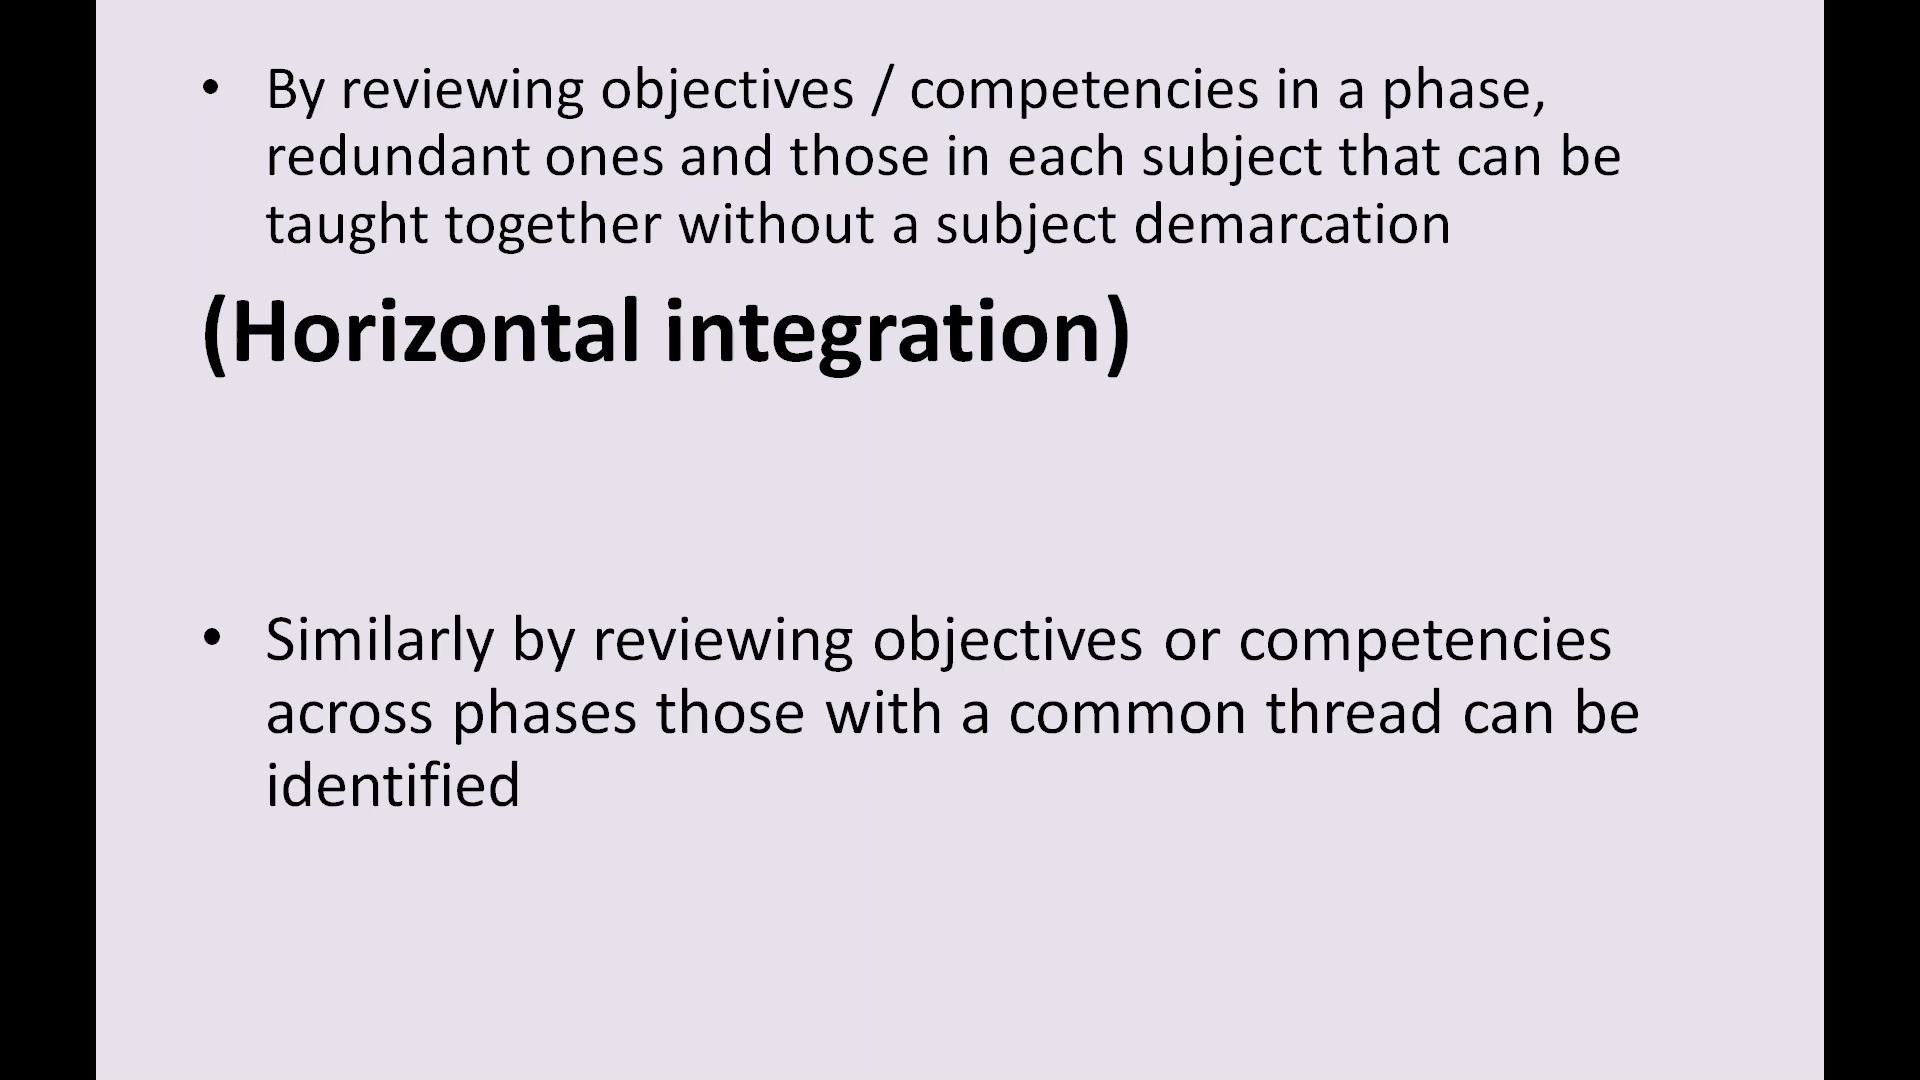 • By reviewing objectives / competencies in a phase,
redundant ones and those in each subject that can be
taught together without a subject demarcation
(Horizontal integration)
• Similarly by reviewing objectives or competencies
across phases those with a common thread can be
identified